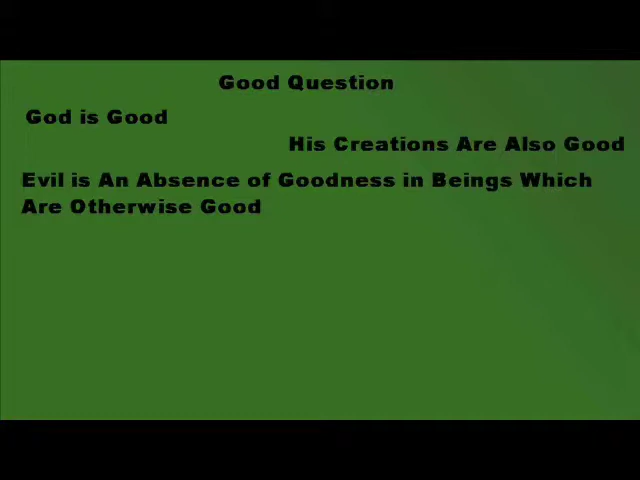 Good Question
God is Good
His Creations Are Also Good
Evil is An Absence of Goodness in Beings Which
Are Otherwise Good